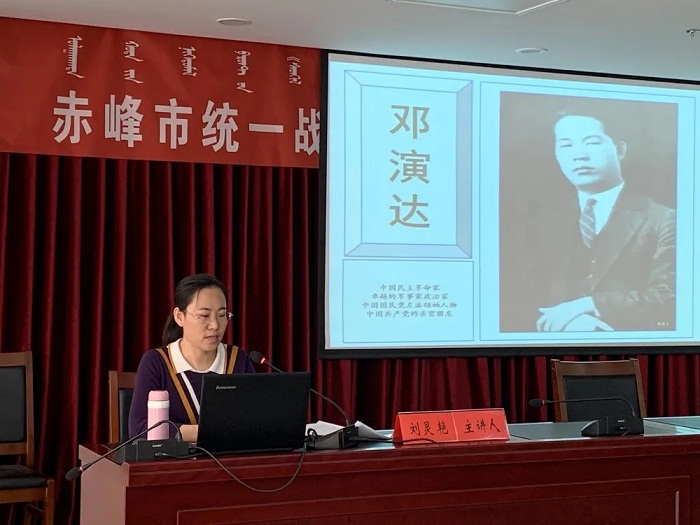 赤峰市统一战
邓演达
中国民主革命家
卓越的军事家政治家
中国国民党左派领袖人物
中国共产党的亲密朋友
lenovo
刘灵艳 主讲人